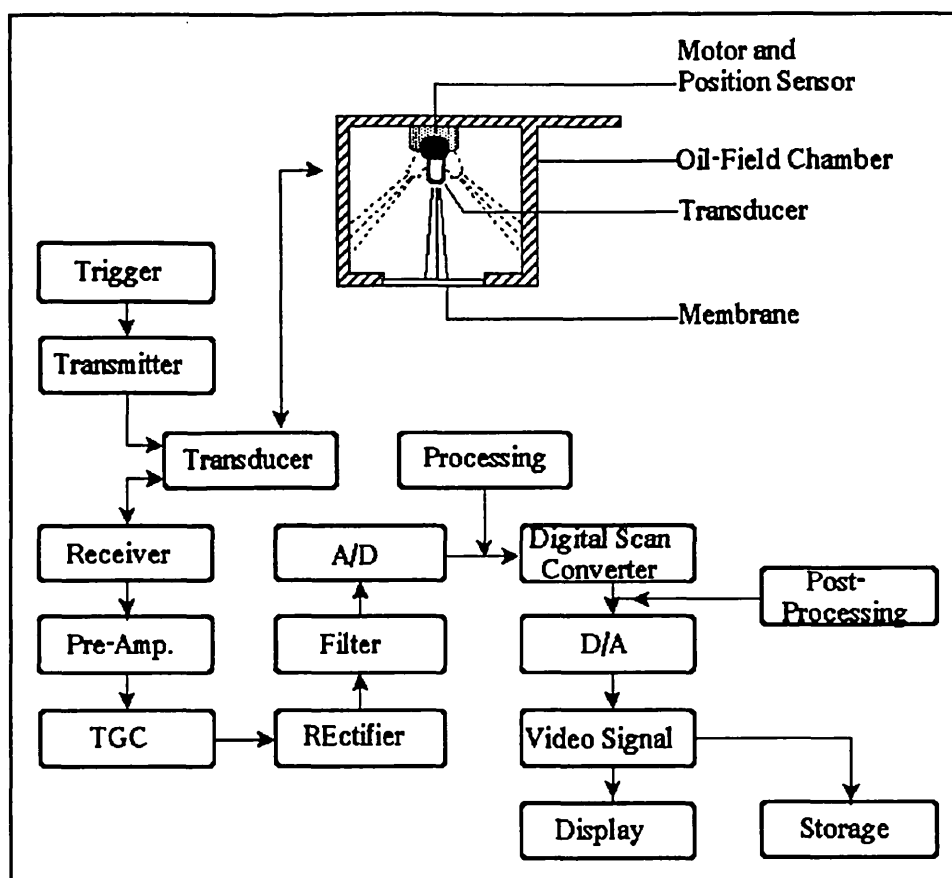 Motor and
Position Sensor
Oil-Field Chamber
Transducer
Membrane
Trigger
Transmitter
Transducer
Processing
Receiver
A/D
Digital Scan
Converter
Post-
Processing
Pre-Amp.
Filter
D/A
TGC
REctifier
Video Signal
Display
Storage